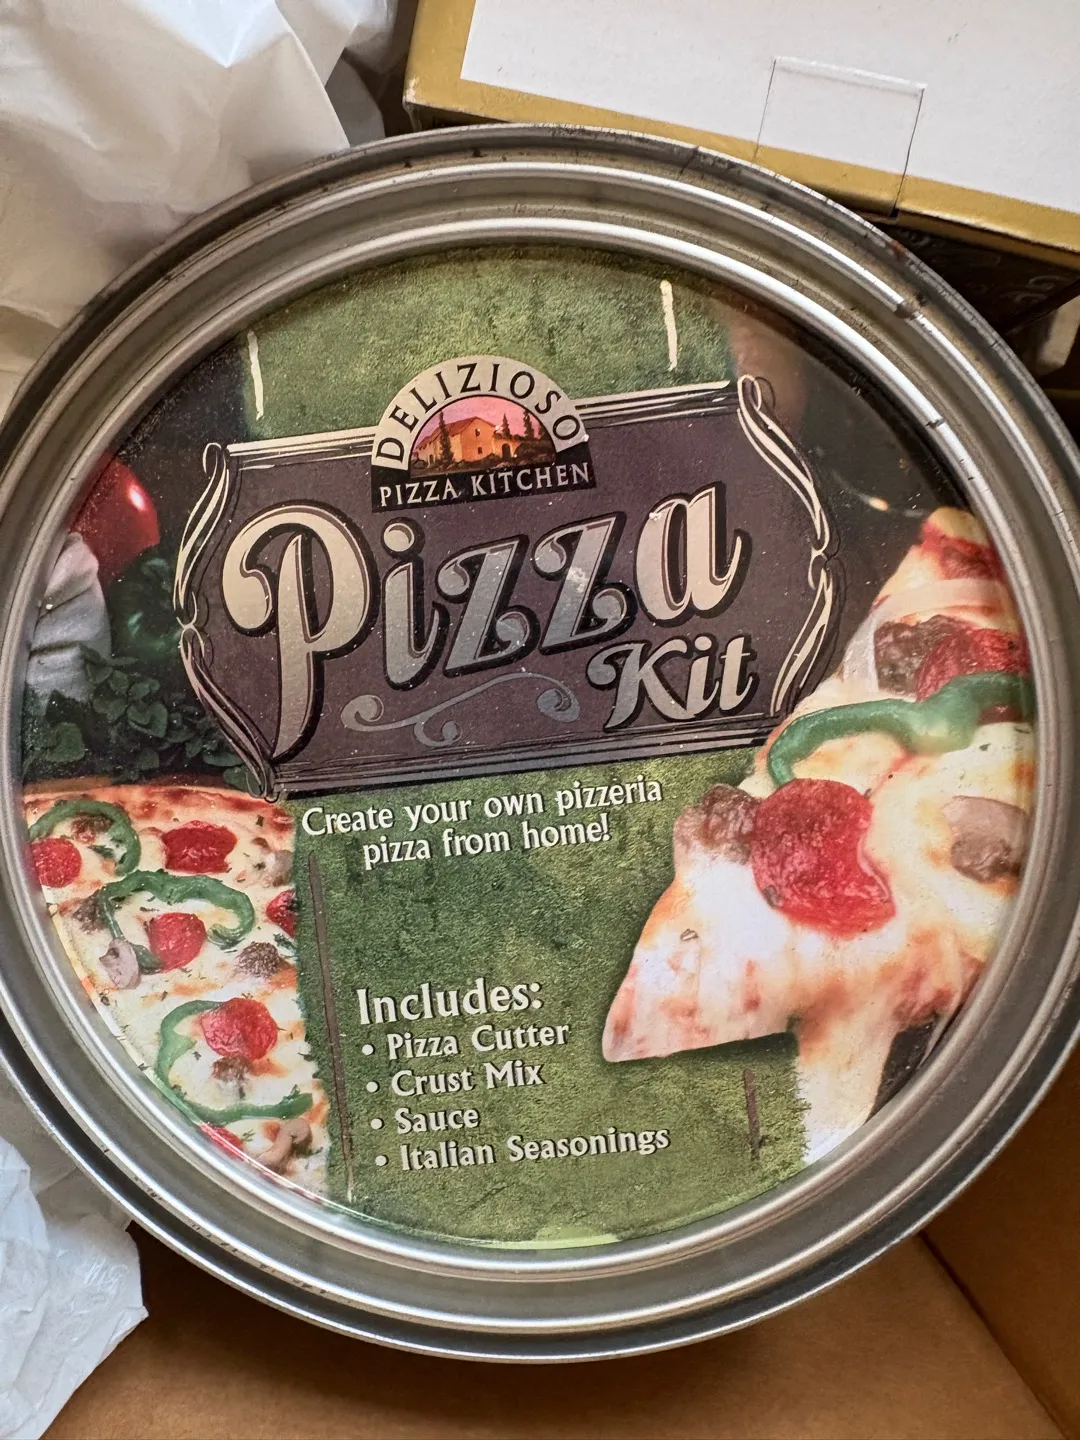 DELIZIOSO
PIZZA KITCHEN
Pizza
Kit
Create your own pizzeria
pizza from home!
Includes:
• Pizza Cutter
• Crust Mix
• Sauce
• Italian Seasonings